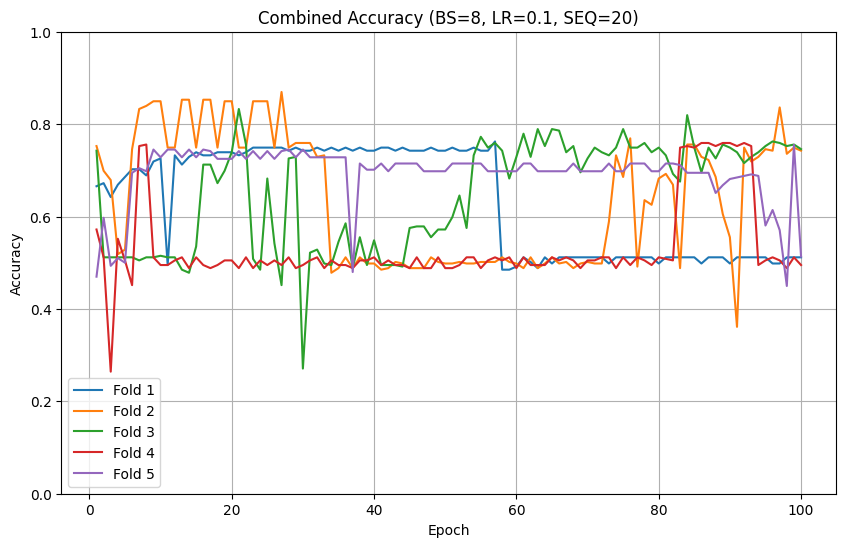 Combined Accuracy (BS=8, LR=0.1, SEQ=20)
1.0
0.8
0.6
0.4
0.2
0.0
Accuracy
Fold 1
Fold 2
Fold 3
Fold 4
Fold 5
0 20 40 60 80 100
Epoch